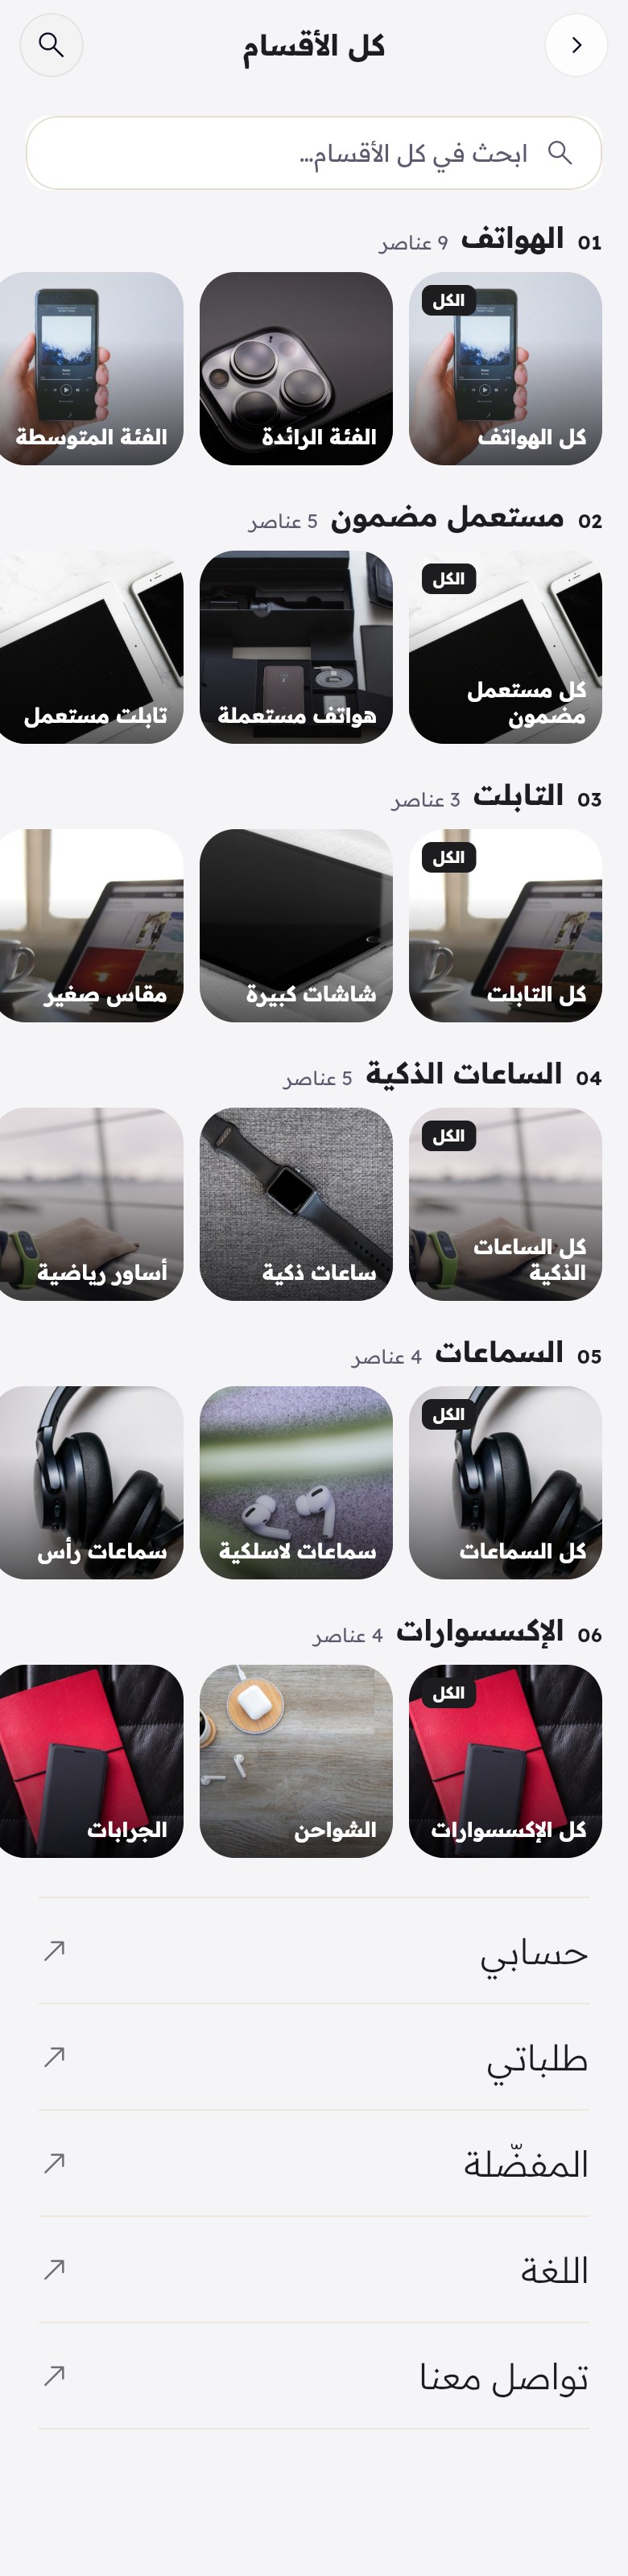 كل الأقسام
ابحث في كل الأقسام...
01 الهواتف 9 عناصر
الكل
كل الهواتف
الفئة الرائدة
الفئة المتوسطة
02 مستعمل مضمون 5 عناصر
الكل
كل مستعمل
مضمون
هواتف مستعملة
تابلت مستعمل
03 التابلت 3 عناصر
الكل
كل التابلت
شاشات كبيرة
مقاس صغير
04 الساعات الذكية 5 عناصر
الكل
كل الساعات
الذكية
ساعات ذكية
أساور رياضية
05 السماعات 4 عناصر
الكل
كل السماعات
سماعات لاسلكية
سماعات رأس
06 الإكسسوارات 4 عناصر
الكل
كل الإكسسوارات
الشواحن
الجرابات
حسابي
طلباتي
المفضّلة
اللغة
تواصل معنا